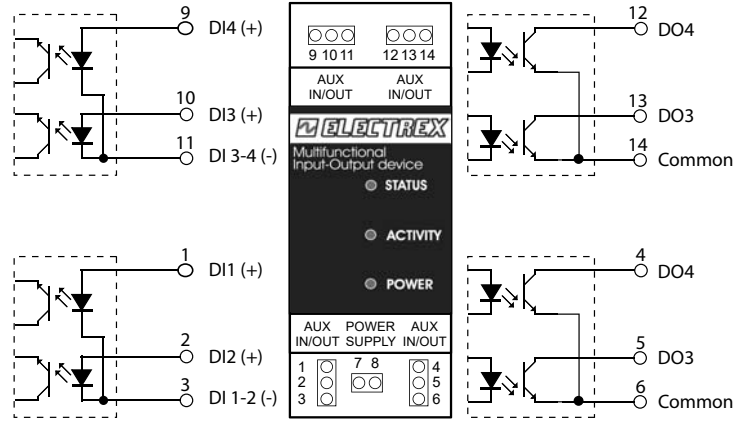 9 DI4 (+)
10 DI3 (+)
11 DI 3-4 (-)
1 DI1 (+)
2 DI2 (+)
3 DI 1-2 (-)
9 10 11 12 13 14
AUX AUX
IN/OUT IN/OUT
ELECTREX
Multifunctional
Input-Output device
STATUS
ACTIVITY
POWER
AUX POWER AUX
IN/OUT SUPPLY IN/OUT
1 7 8 4
2 5
3 6
12 DO4
13 DO3
14 Common
4 DO4
5 DO3
6 Common